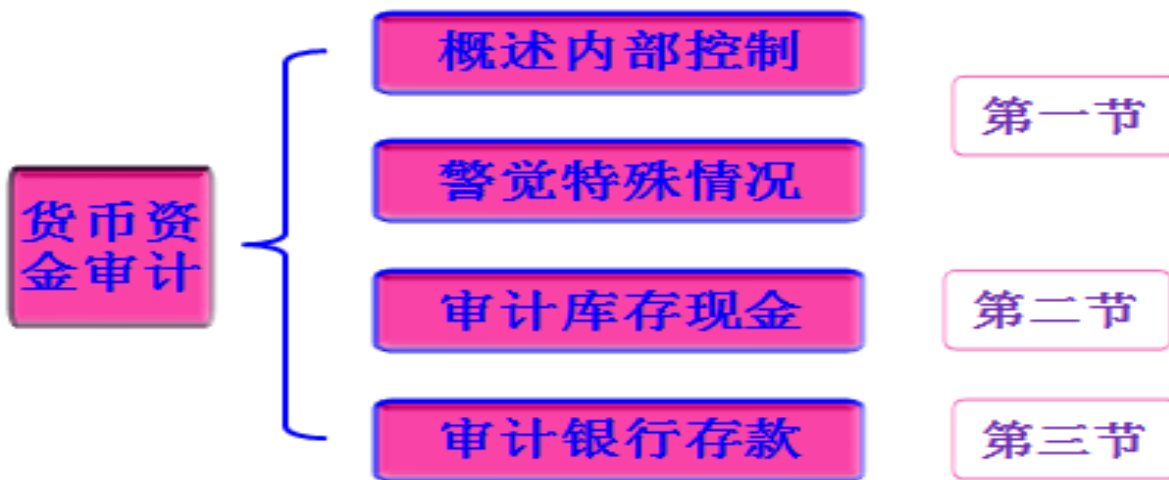 概述内部控制
第一节
警觉特殊情况
货币资
金审计
审计库存现金
第二节
审计银行存款
第三节